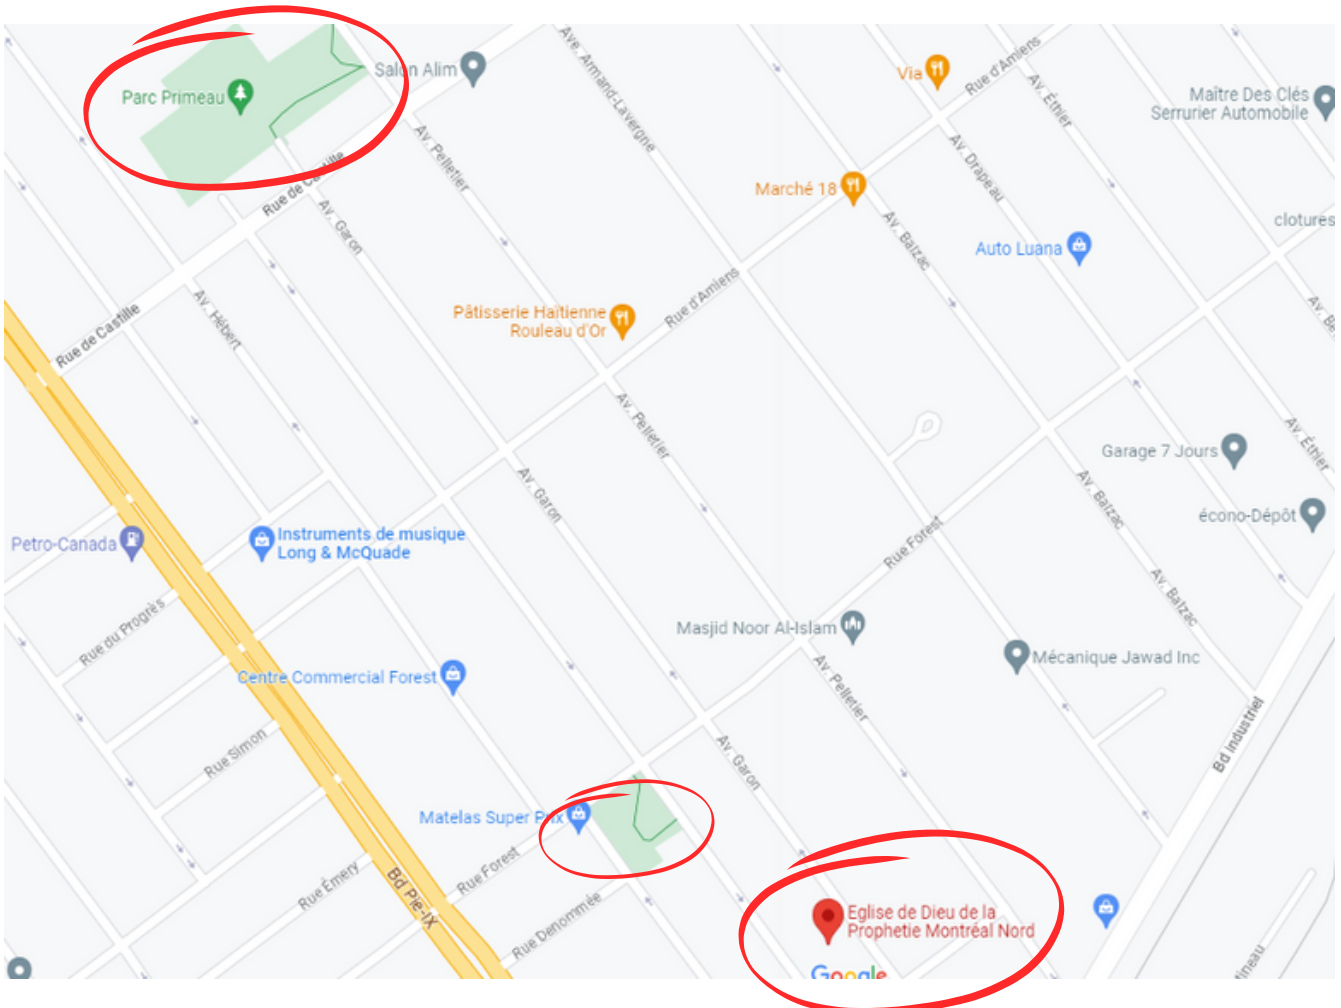 Ave. Armand-Lavergne
Rue d'Amiens
Salon Alim
Via
Av. Éthier
Maître Des Clés
Serrurier Automobile
Parc Primeau
Av. Pelletier
Av. Drapeau
Rue de Castille
Marché 18
Av. Garon
Av. Balzac
clotures
Auto Luana
Rue d'Amiens
Av. Hébert
Rue de Castille
Pâtisserie Haïtienne
Rouleau d'Or
Av. Pelletier
Av. Éthier
Garage 7 Jours
Av. Garon
Av. Balzac
écono-Dépôt
Petro-Canada
Instruments de musique
Long & McQuade
Rue Forest
Av. Balzac
Rue du Progrès
Masjid Noor Al-Islam
Mécanique Jawad Inc
Centre Commercial Forest
Av. Pelletier
Rue Simon
Av. Garon
Bd Industriel
Matelas Super Prix
Rue Émery
Bd Pie-IX
Rue Forest
Rue Denommée
Eglise de Dieu de la
Prophetie Montréal Nord
Google